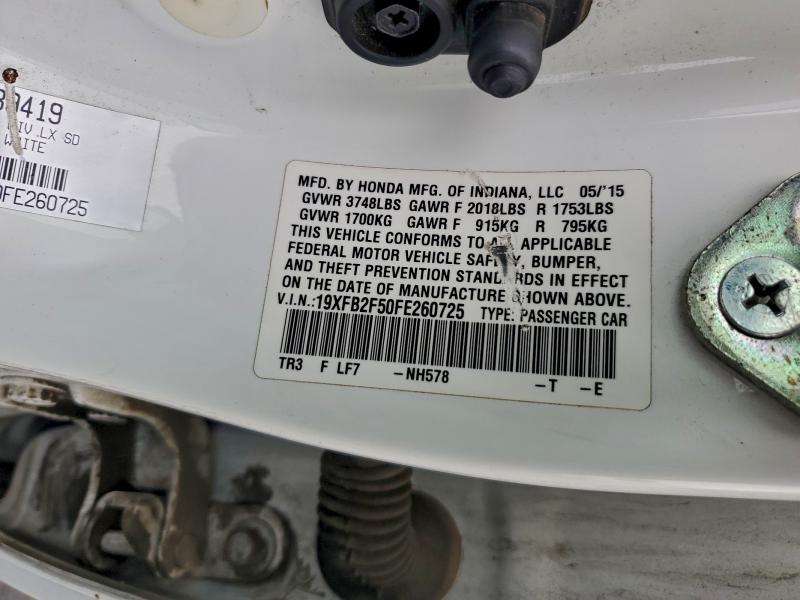 419
LX SD
WHITE
FE260725
MFD. BY HONDA MFG. OF INDIANA, LLC 05/'15
GVWR 3748LBS GAWR F 2018LBS R 1753LBS
GVWR 1700KG GAWR F 915KG R 795KG
THIS VEHICLE CONFORMS TO ALL APPLICABLE
FEDERAL MOTOR VEHICLE SAFETY, BUMPER,
AND THEFT PREVENTION STANDARDS IN EFFECT
ON THE DATE OF MANUFACTURE SHOWN ABOVE.
V.I.N.:19XFB2F50FE260725 TYPE: PASSENGER CAR
TR3 F LF7 -NH578 -T -E